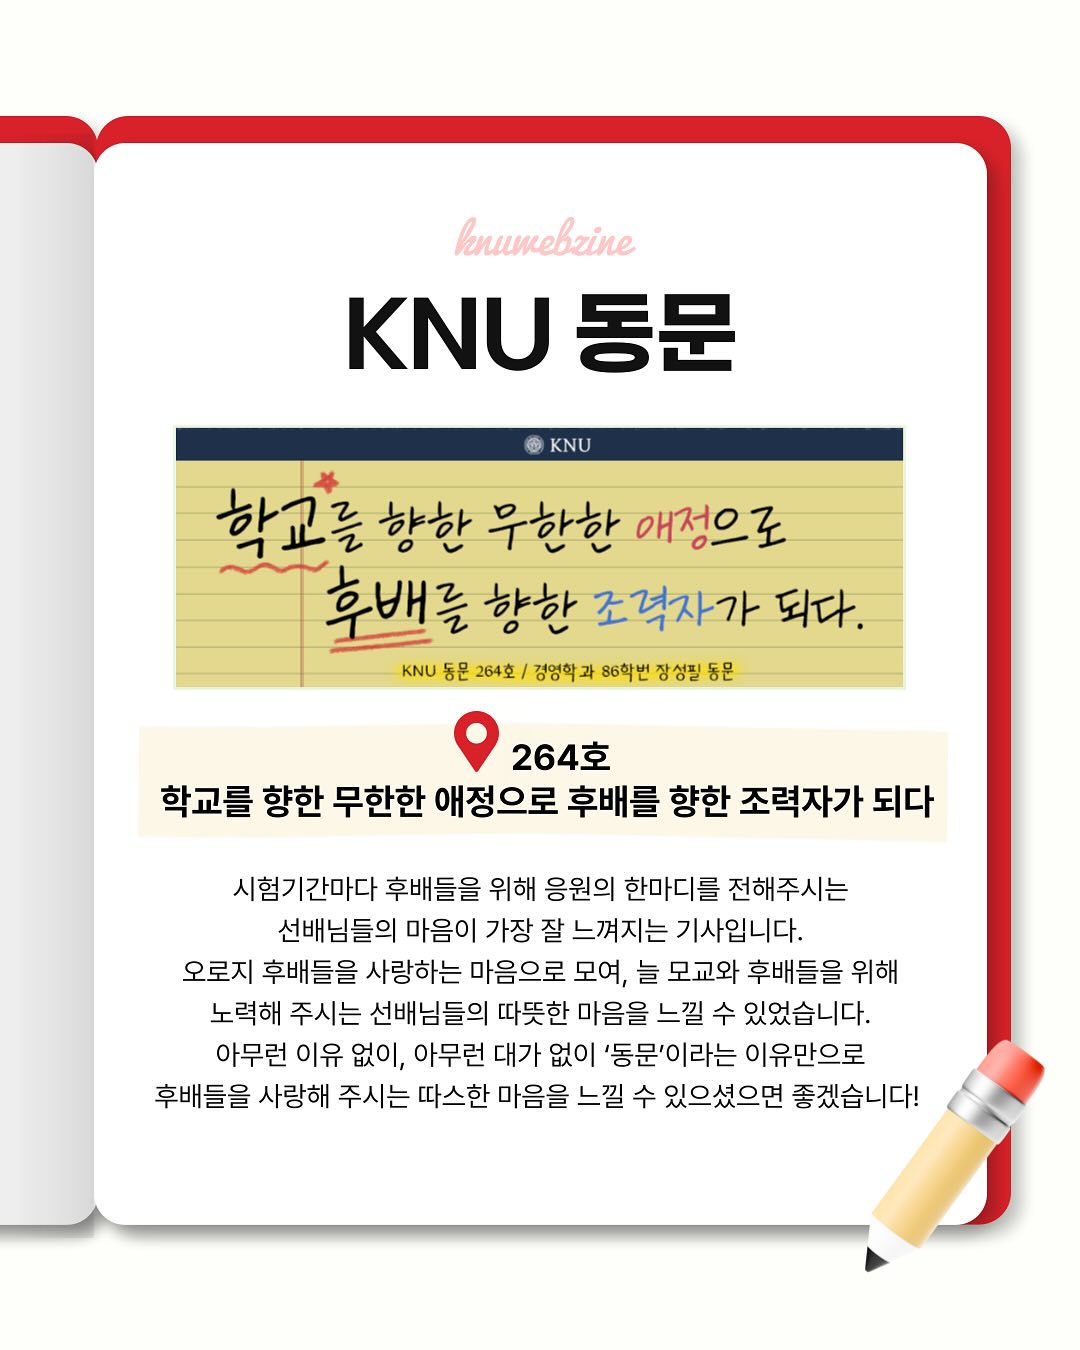 knuwebzine
KNU 동문
KNU
학교를 향한 무한한 애정으로
후배를 향한 조력자가 되다.
KNU 동문 264호 / 경영학과 86학번 장성필 동문
264호
학교를 향한 무한한 애정으로 후배를 향한 조력자가 되다
시험기간마다 후배들을 위해 응원의 한마디를 전해주시는
선배님들의 마음이 가장 잘 느껴지는 기사입니다.
오로지 후배들을 사랑하는 마음으로 모여, 늘 모교와 후배들을 위해
노력해 주시는 선배님들의 따뜻한 마음을 느낄 수 있었습니다.
아무런 이유 없이, 아무런 대가 없이 ‘동문’이라는 이유만으로
후배들을 사랑해 주시는 따스한 마음을 느낄 수 있으셨으면 좋겠습니다!